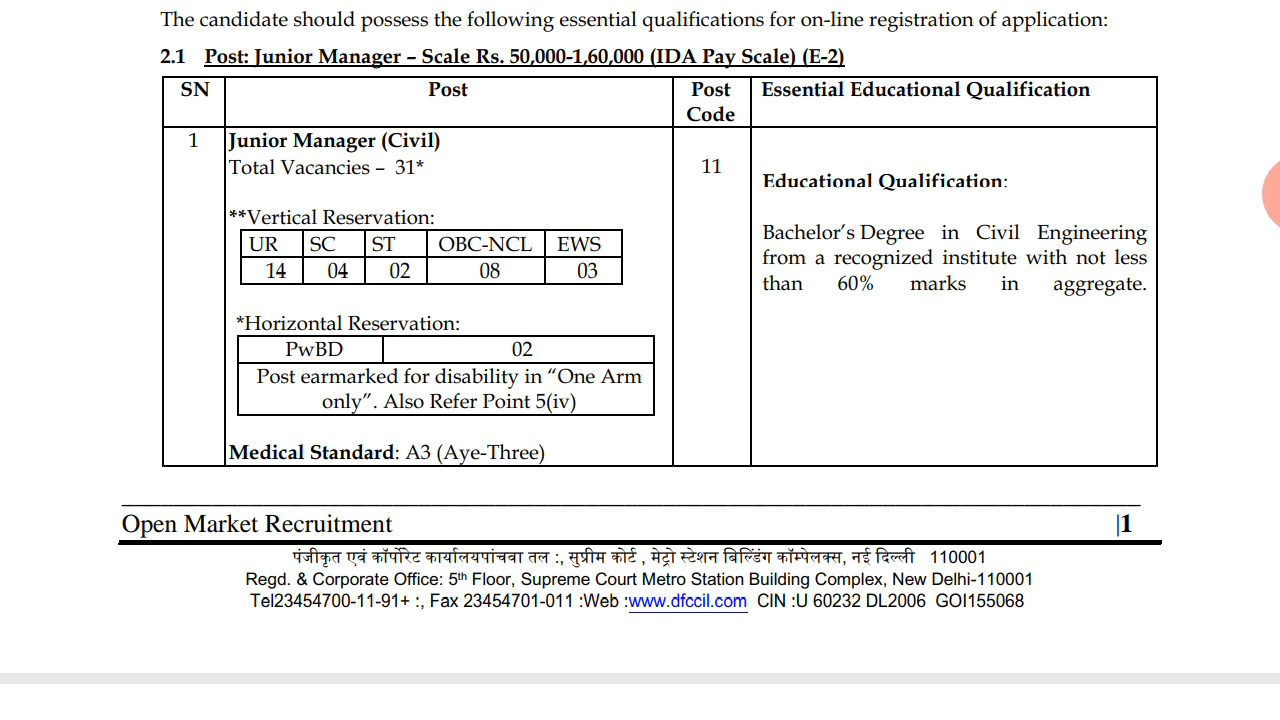 The candidate should possess the following essential qualifications for on-line registration of application:
2.1 Post: Junior Manager – Scale Rs. 50,000-1,60,000 (IDA Pay Scale) (E-2)
SN Post Post Code Essential Educational Qualification
1 Junior Manager (Civil)
Total Vacancies – 31*
11
Educational Qualification:
**Vertical Reservation:
UR SC ST OBC-NCL EWS
14 04 02 08 03
Bachelor’s Degree in Civil Engineering
from a recognized institute with not less
than 60% marks in aggregate.
*Horizontal Reservation:
PwBD 02
Post earmarked for disability in “One Arm
only”. Also Refer Point 5(iv)
Medical Standard: A3 (Aye-Three)
Open Market Recruitment |1
पंजीकृत एवं कॉर्पोरेट कार्यालयपांचवा तल :, सुप्रीम कोर्ट , मेट्रो स्टेशन बिल्डिंग कॉम्पेलक्स, नई दिल्ली 110001
Regd. & Corporate Office: 5th Floor, Supreme Court Metro Station Building Complex, New Delhi-110001
Tel23454700-11-91+ :, Fax 23454701-011 :Web :www.dfccil.com CIN :U 60232 DL2006 GOI155068